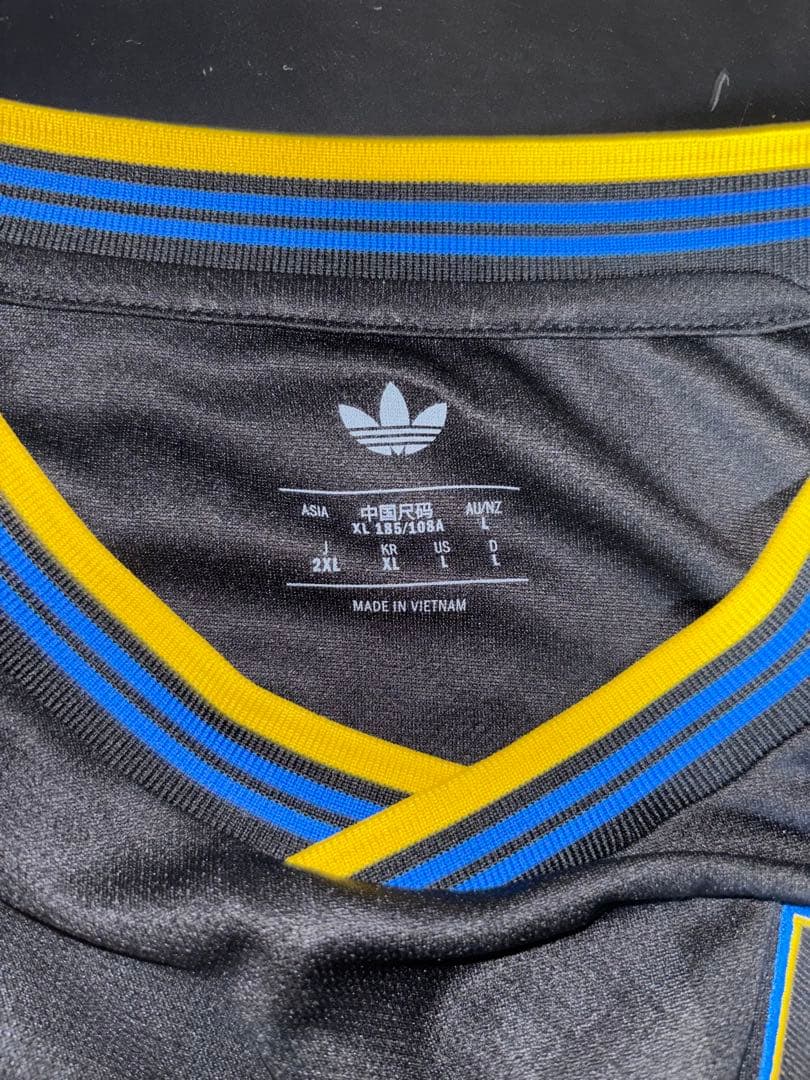 ASIA 中国尺码 AU/NZ
XL 185/108A L
J KR US D
2XL XL L L
MADE IN VIETNAM